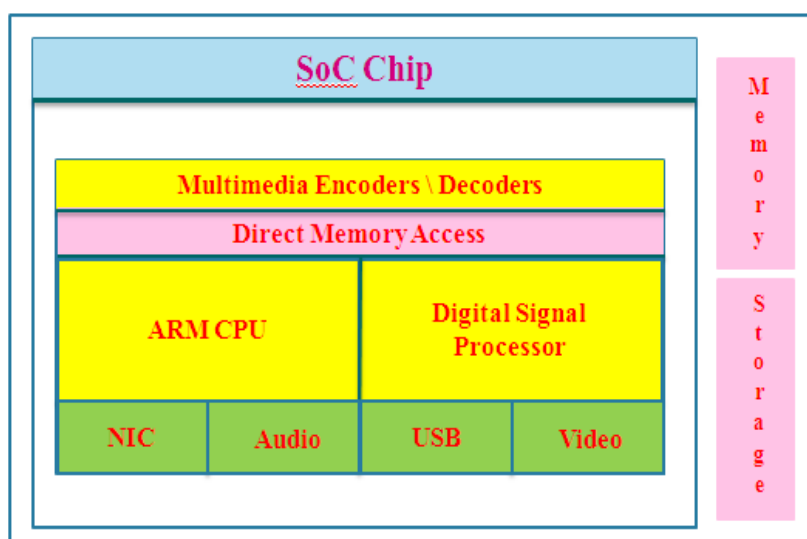 SoC Chip
Multimedia Encoders \ Decoders
Direct Memory Access
ARM CPU
Digital Signal
Processor
NIC
Audio
USB
Video
M
e
m
o
r
y
S
t
o
r
a
g
e